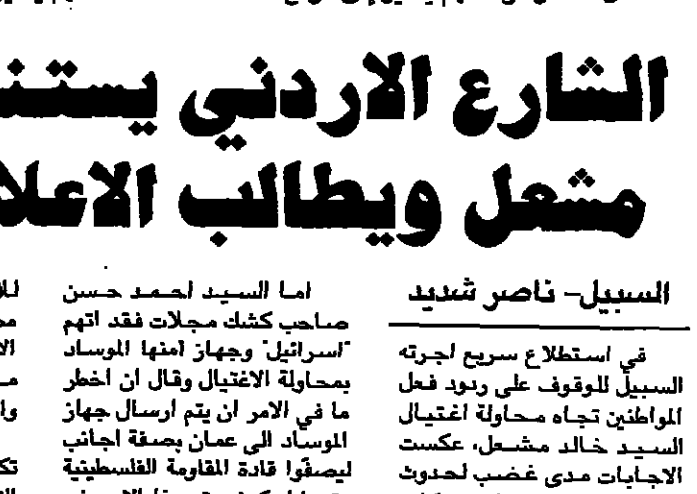 الشارع الاردني يستن
مشعل ويطالب الاعلا
السبيل- ناصر شديد
في استطلاع سريع اجرته
السبيل للوقوف على ردود فعل
المواطنين تجاه محاولة اغتيال
السيد خالد مشعل، عكست
الاجابات مدى غضب لحدوث
اما السيد احمد حسن
صاحب كشك مجلات فقد اتهم
"اسرائيل" وجهاز أمنها الموساد
بمحاولة الاغتيال وقال ان اخطر
ما في الامر ان يتم ارسال جهاز
الموساد الى عمان بصفة اجانب
ليصفّوا قادة المقاومة الفلسطينية